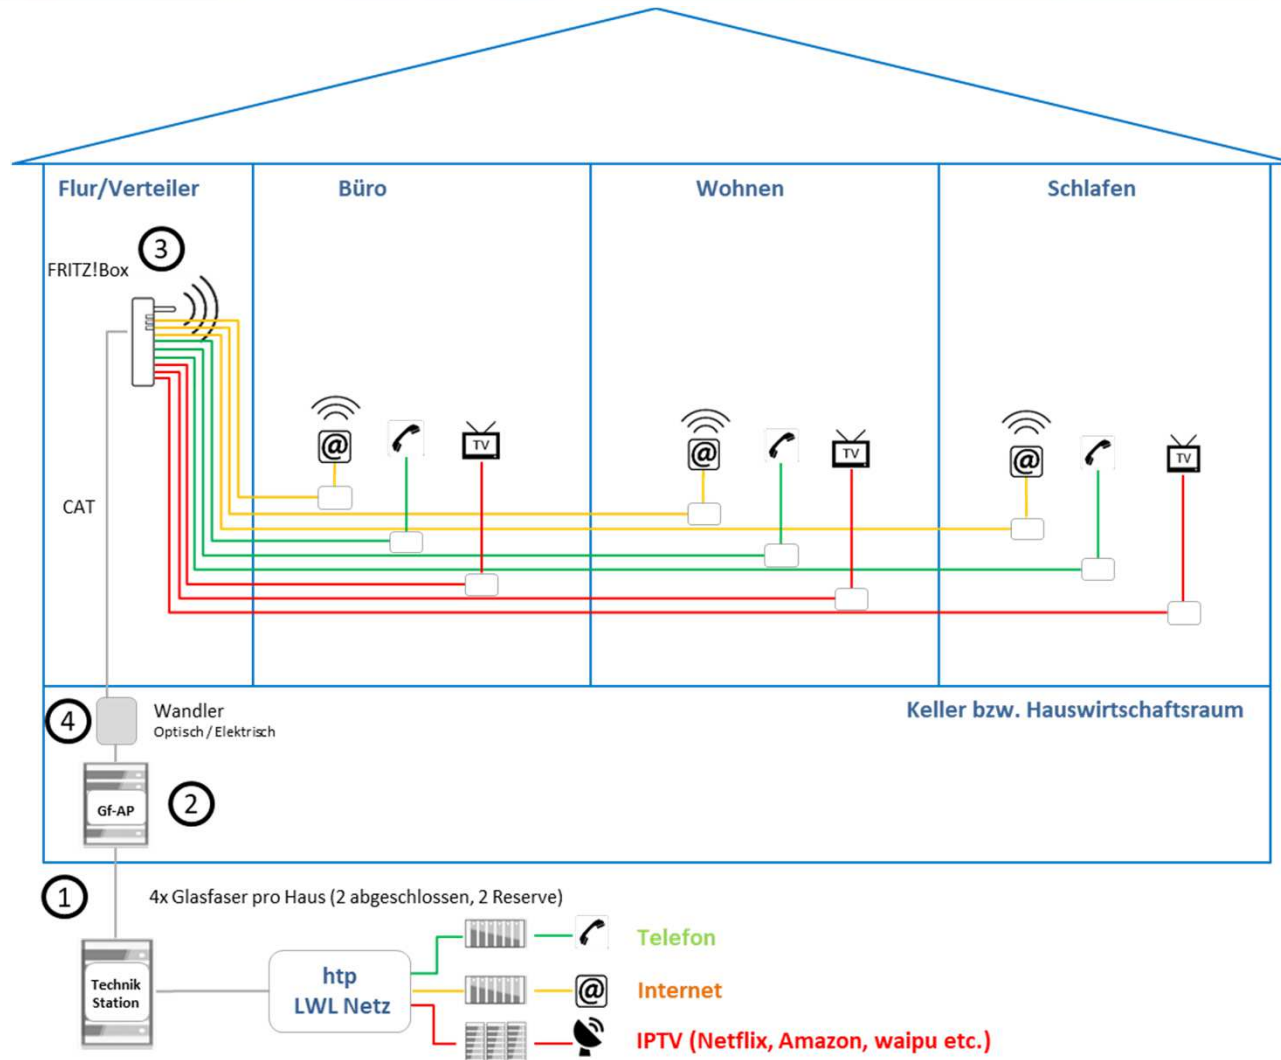 Flur/Verteiler
Büro
Wohnen
Schlafen
3
FRITZ!Box
@
TV
@
TV
@
TV
CAT
4
Wandler
Optisch / Elektrisch
Keller bzw. Hauswirtschaftsraum
Gf-AP
2
1
4x Glasfaser pro Haus (2 abgeschlossen, 2 Reserve)
Technik
Station
htp
LWL Netz
Telefon
@
Internet
IPTV (Netflix, Amazon, waipu etc.)